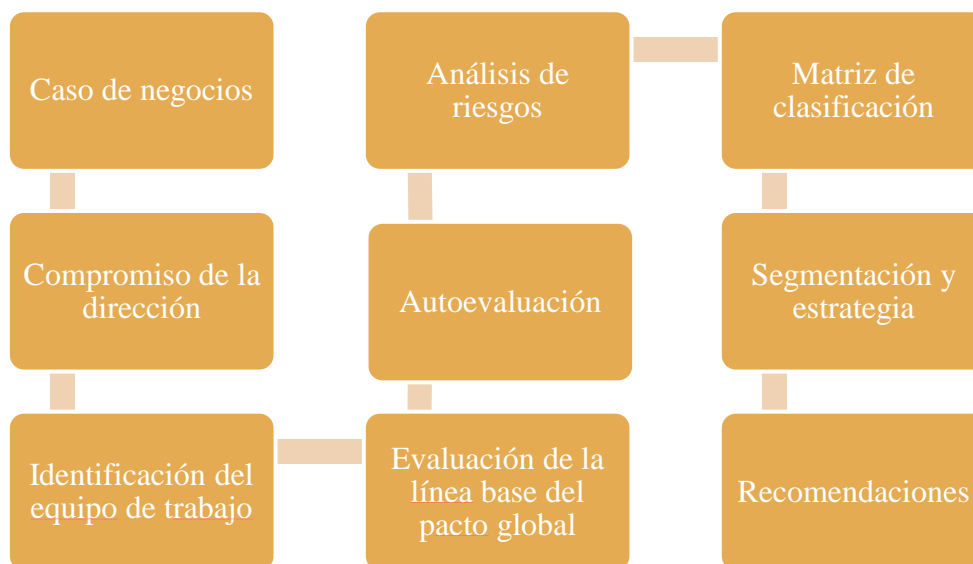 Caso de negocios
Compromiso de la
dirección
Identificación del
equipo de trabajo
Evaluación de la
línea base del
pacto global
Autoevaluación
Análisis de
riesgos
Matriz de
clasificación
Segmentación y
estrategia
Recomendaciones